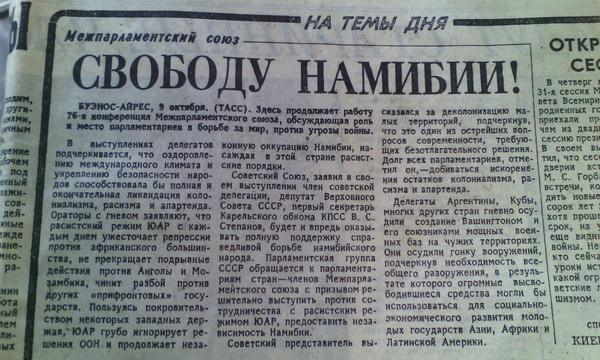 НА ТЕМЫ ДНЯ
Межпарламентский союз
СВОБОДУ НАМИБИИ!
БУЭНОС-АЙРЕС, 9 октября. (ТАСС). Здесь продолжает работу
76-я конференция Межпарламентского союза, обсуждающая роль
и место парламентариев в борьбе за мир, против угрозы войны.
В выступлениях делегатов
подчеркивается, что оздоровле-
нию международного климата и
укреплению безопасности наро-
дов способствовала бы полная и
окончательная ликвидация коло-
ниализма, расизма и апартеида.
Ораторы с гневом заявляют, что
расистский режим ЮАР с каж-
дым днем ужесточает репрессии
против африканского большин-
ства, не прекращает подрывные
действия против Анголы и Мо-
замбика, чинит разбой против
других «прифронтовых» госу-
дарств. Пользуясь покровитель-
ством некоторых западных дер-
жав, ЮАР грубо игнорирует ре-
шения ООН и продолжает неза-
конную оккупацию Намибии, на-
саждая в этой стране расист-
ские порядки.
Советский Союз, заявил в сво-
ем выступлении член советской
делегации, депутат Верховного
Совета СССР, первый секретарь
Карельского обкома КПСС В. С.
Степанов, будет и впредь оказы-
вать полную поддержку спра-
ведливой борьбе намибийского
народа. Парламентская группа
СССР обращается к парламента-
риям стран—членов Межпарла-
ментского союза с призывом ре-
шительно выступить против со-
трудничества с расистским ре-
жимом ЮАР, предоставить неза-
висимость Намибии.
Советский представитель вы-
сказался за деколонизацию ма-
лых территорий, подчеркнув,
что это один из острейших вопро-
сов современности, требую-
щих безотлагательного решения.
Долг всех парламентариев, отме-
тил он,—добиваться искорене-
ния остатков колониализма, ра-
сизма и апартеида.
Делегаты Аргентины, Кубы,
многих других стран гневно осу-
дили создание Вашингтоном и
его союзниками мощных воен-
ных баз на чужих территориях.
Они осудили гонку вооружений,
подчеркнув необходимость все-
общего разоружения, в резуль-
тате которого огромные высво-
бодившиеся средства могли бы
использоваться для социально-
экономического развития моло-
дых государств Азии, Африки и
Латинской Америки.